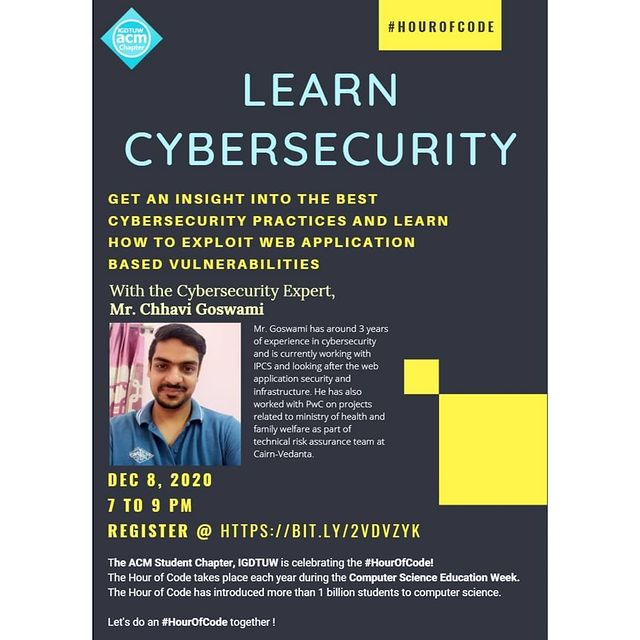 IGDTUW
acm
Chapter
#HOUROFCODE
LEARN
CYBERSECURITY
GET AN INSIGHT INTO THE BEST
CYBERSECURITY PRACTICES AND LEARN
HOW TO EXPLOIT WEB APPLICATION
BASED VULNERABILITIES
With the Cybersecurity Expert,
Mr. Chhavi Goswami
Mr. Goswami has around 3 years
of experience in cybersecurity
and is currently working with
IPCS and looking after the web
application security and
infrastructure. He has also
worked with PwC on projects
related to ministry of health and
family welfare as part of
technical risk assurance team at
Cairn-Vedanta.
DEC 8, 2020
7 TO 9 PM
REGISTER @ HTTPS://BIT.LY/2VDVZYK
The ACM Student Chapter, IGDTUW is celebrating the #HourOfCode!
The Hour of Code takes place each year during the Computer Science Education Week.
The Hour of Code has introduced more than 1 billion students to computer science.
Let's do an #HourOfCode together !